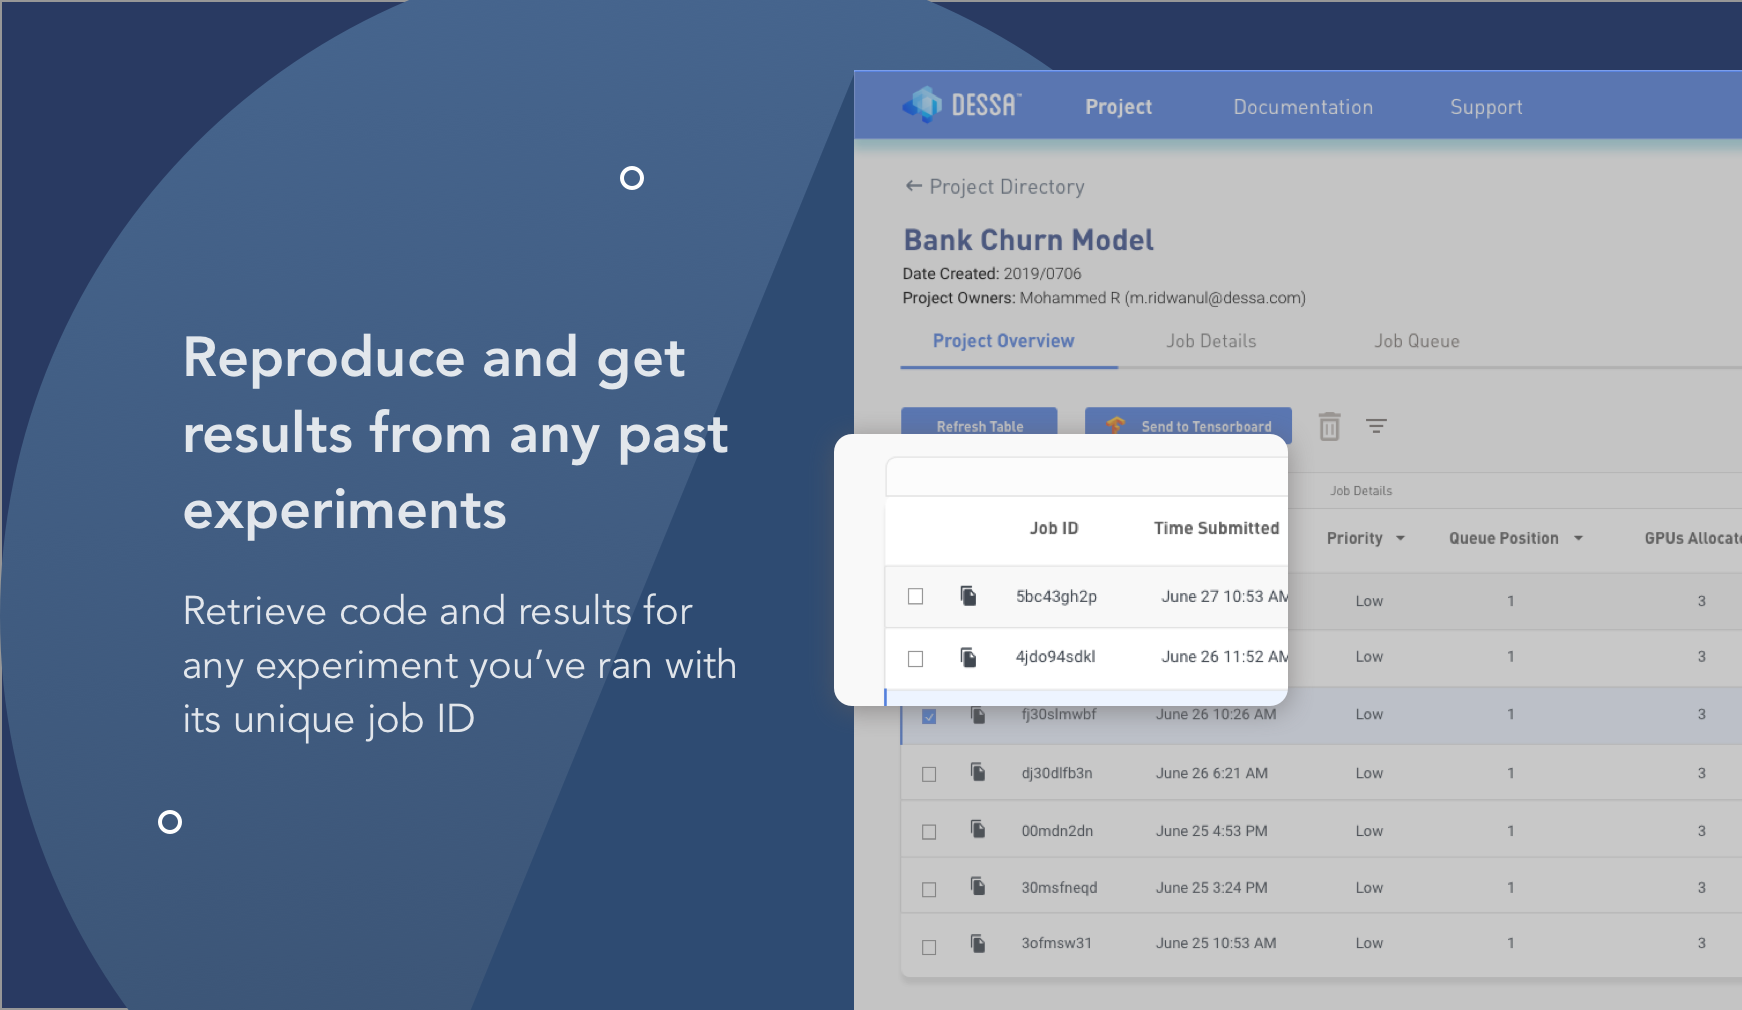 Reproduce and get
results from any past
experiments
Retrieve code and results for
any experiment you’ve ran with
its unique job ID
DESSA™ Project Documentation Support
← Project Directory
Bank Churn Model
Date Created: 2019/0706
Project Owners: Mohammed R (m.ridwanul@dessa.com)
Project Overview Job Details Job Queue
Refresh Table Send to Tensorboard
Job Details
Job ID Time Submitted Priority Queue Position GPUs Allocate
5bc43gh2p June 27 10:53 AM Low 1 3
4jdo94sdkl June 26 11:52 AM Low 1 3
fj30slmwbf June 26 10:26 AM Low 1 3
dj30dlfb3n June 26 6:21 AM Low 1 3
00mdn2dn June 25 4:53 PM Low 1 3
30msfneqd June 25 3:24 PM Low 1 3
3ofmsw31 June 25 10:53 AM Low 1 3